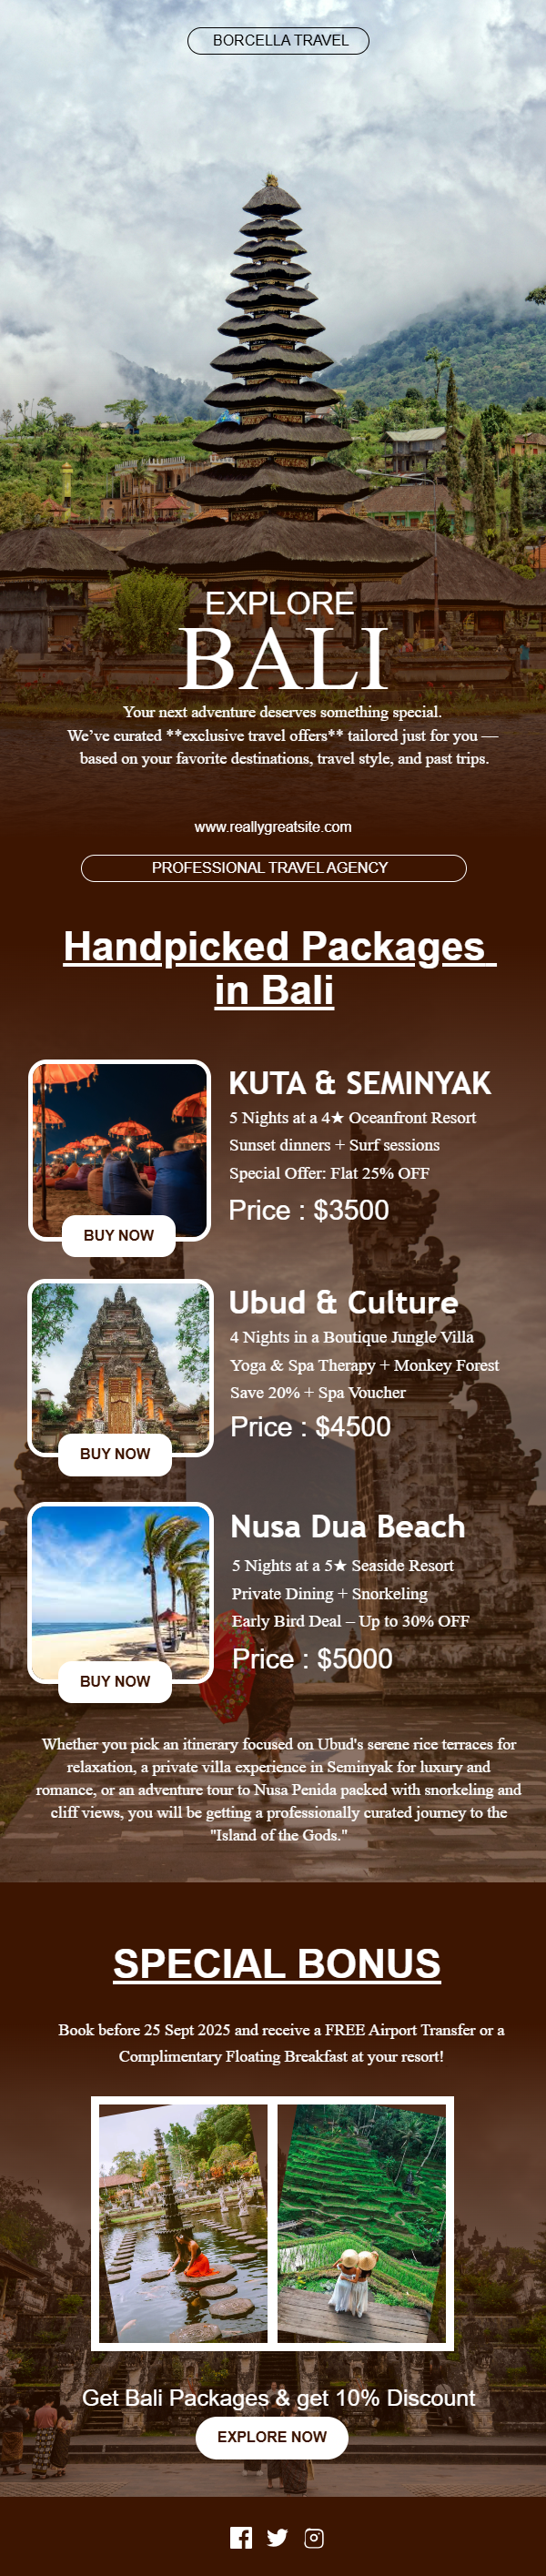 BORCELLA TRAVEL
EXPLORE
BALI
Your next adventure deserves something special.
We’ve curated **exclusive travel offers** tailored just for you —
based on your favorite destinations, travel style, and past trips.
www.reallygreatsite.com
PROFESSIONAL TRAVEL AGENCY
Handpicked Packages
in Bali
KUTA & SEMINYAK
5 Nights at a 4★ Oceanfront Resort
Sunset dinners + Surf sessions
Special Offer: Flat 25% OFF
Price : $3500
BUY NOW
Ubud & Culture
4 Nights in a Boutique Jungle Villa
Yoga & Spa Therapy + Monkey Forest
Save 20% + Spa Voucher
Price : $4500
BUY NOW
Nusa Dua Beach
5 Nights at a 5★ Seaside Resort
Private Dining + Snorkeling
Early Bird Deal – Up to 30% OFF
Price : $5000
BUY NOW
Whether you pick an itinerary focused on Ubud's serene rice terraces for
relaxation, a private villa experience in Seminyak for luxury and
romance, or an adventure tour to Nusa Penida packed with snorkeling and
cliff views, you will be getting a professionally curated journey to the
"Island of the Gods."
SPECIAL BONUS
Book before 25 Sept 2025 and receive a FREE Airport Transfer or a
Complimentary Floating Breakfast at your resort!
Get Bali Packages & get 10% Discount
EXPLORE NOW